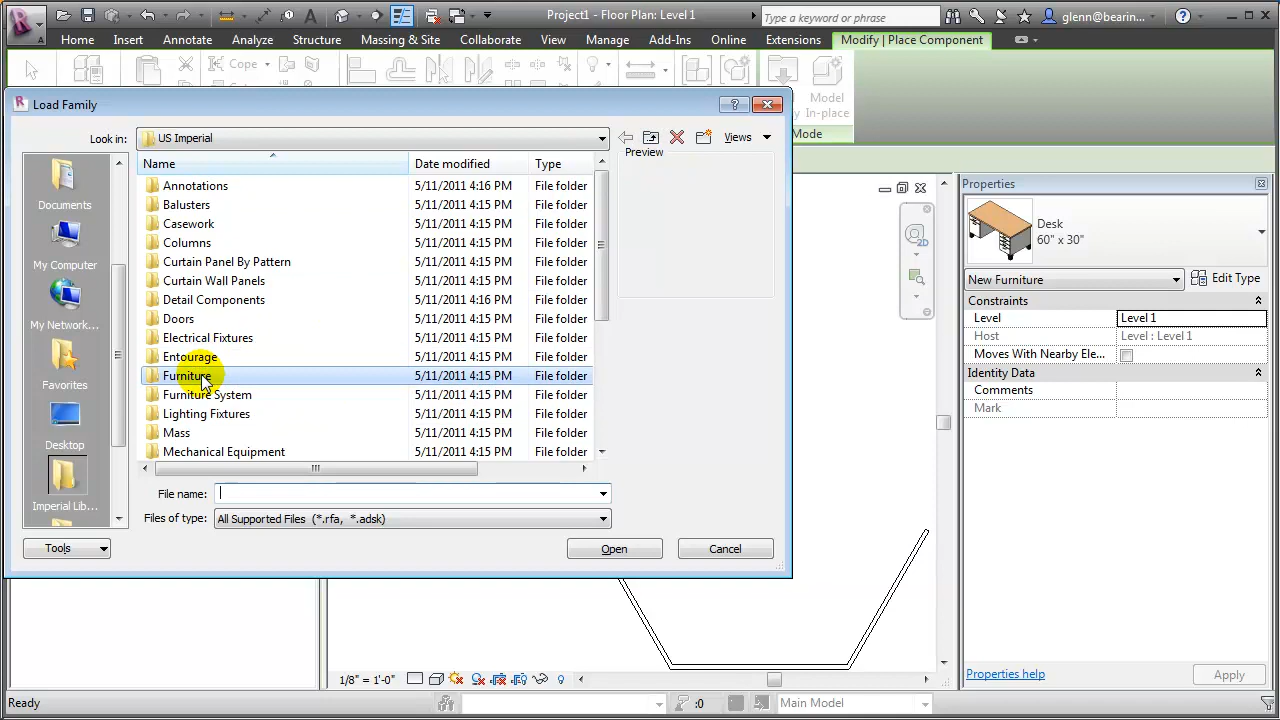 Project1 - Floor Plan: Level 1
Type a keyword or phrase
glenn@bearin...
Home Insert Annotate Analyze Structure Massing & Site Collaborate View Manage Add-Ins Online Extensions Modify | Place Component
Cope
Model
In-place
Mode
Load Family
Look in: US Imperial
Views
Name Date modified Type
Preview
Annotations 5/11/2011 4:16 PM File folder
Balusters 5/11/2011 4:15 PM File folder
Casework 5/11/2011 4:15 PM File folder
Columns 5/11/2011 4:15 PM File folder
Curtain Panel By Pattern 5/11/2011 4:15 PM File folder
Curtain Wall Panels 5/11/2011 4:15 PM File folder
Detail Components 5/11/2011 4:16 PM File folder
Doors 5/11/2011 4:15 PM File folder
Electrical Fixtures 5/11/2011 4:15 PM File folder
Entourage 5/11/2011 4:15 PM File folder
Furniture 5/11/2011 4:15 PM File folder
Furniture System 5/11/2011 4:15 PM File folder
Lighting Fixtures 5/11/2011 4:15 PM File folder
Mass 5/11/2011 4:15 PM File folder
Mechanical Equipment 5/11/2011 4:15 PM File folder
Documents
My Computer
My Network...
Favorites
Desktop
Imperial Lib...
File name:
Files of type: All Supported Files (*.rfa, *.adsk)
Tools Open Cancel
2D
Properties
Desk
60" x 30"
New Furniture Edit Type
Constraints
Level Level 1
Host Level : Level 1
Moves With Nearby Ele...
Identity Data
Comments
Mark
Properties help Apply
1/8" = 1'-0"
Ready :0 Main Model